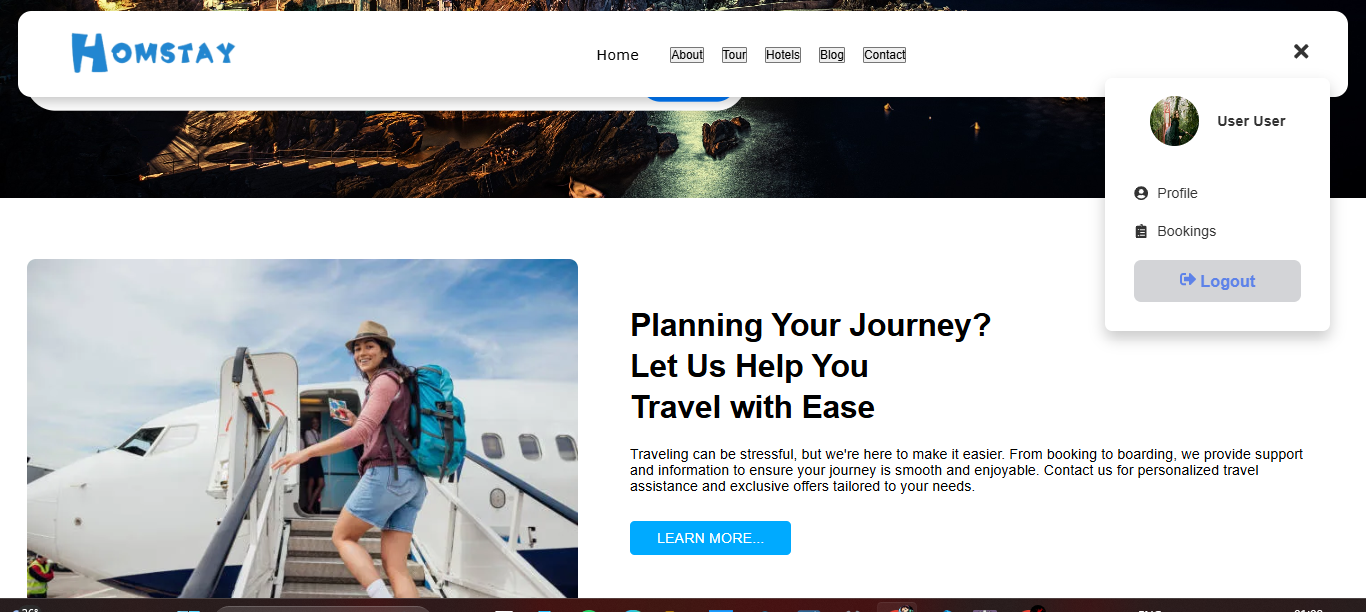 HOMSTAY
Home About Tour Hotels Blog Contact
User User
Profile
Bookings
Logout
Planning Your Journey?
Let Us Help You
Travel with Ease
Traveling can be stressful, but we're here to make it easier. From booking to boarding, we provide support
and information to ensure your journey is smooth and enjoyable. Contact us for personalized travel
assistance and exclusive offers tailored to your needs.
LEARN MORE...